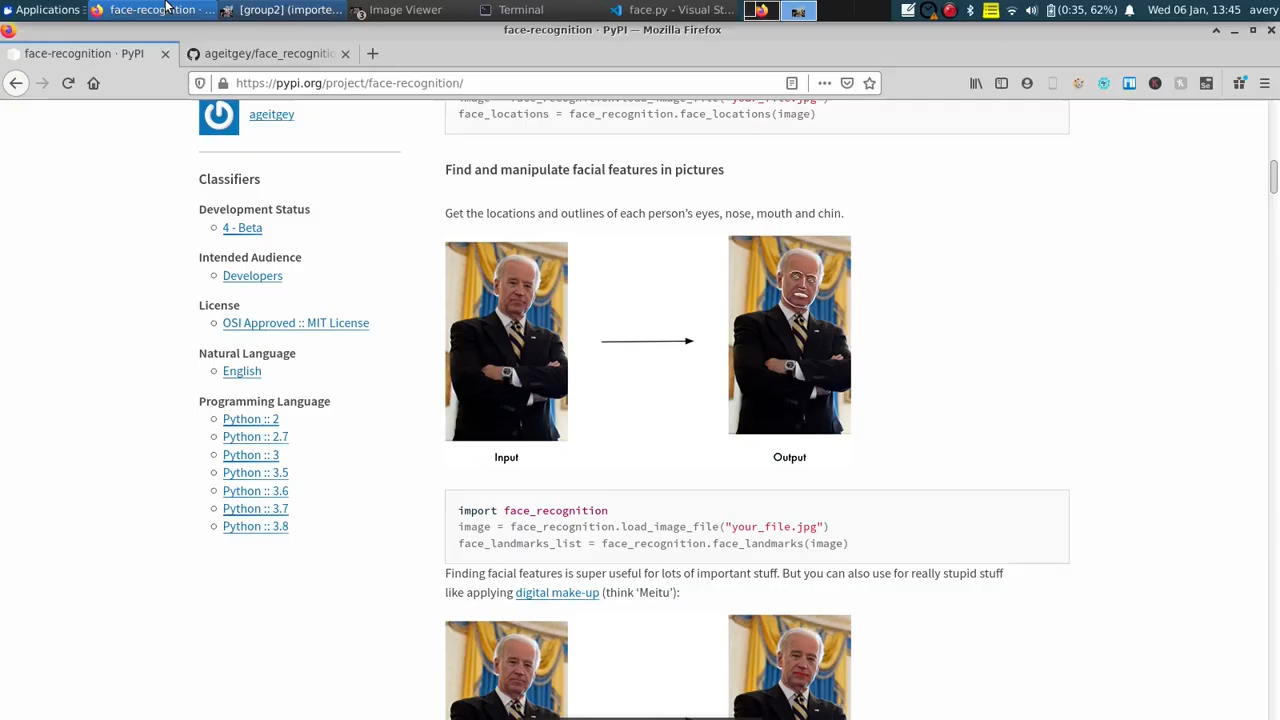 Applications
face-recognition - ...
[group2] (importe...
3 Image Viewer
Terminal
face.py - Visual St...
(0:35, 62%)
Wed 06 Jan, 13:45
avery
face-recognition · PyPI — Mozilla Firefox
face-recognition · PyPI
ageitgey/face_recognitio
https://pypi.org/project/face-recognition/
ageitgey
image = face_recognition.load_image_file("your_file.jpg")
face_locations = face_recognition.face_locations(image)
Classifiers
Development Status
4 - Beta
Intended Audience
Developers
License
OSI Approved :: MIT License
Natural Language
English
Programming Language
Python :: 2
Python :: 2.7
Python :: 3
Python :: 3.5
Python :: 3.6
Python :: 3.7
Python :: 3.8
Find and manipulate facial features in pictures
Get the locations and outlines of each person's eyes, nose, mouth and chin.
Input
Output
import face_recognition
image = face_recognition.load_image_file("your_file.jpg")
face_landmarks_list = face_recognition.face_landmarks(image)
Finding facial features is super useful for lots of important stuff. But you can also use for really stupid stuff
like applying digital make-up (think ‘Meitu’):